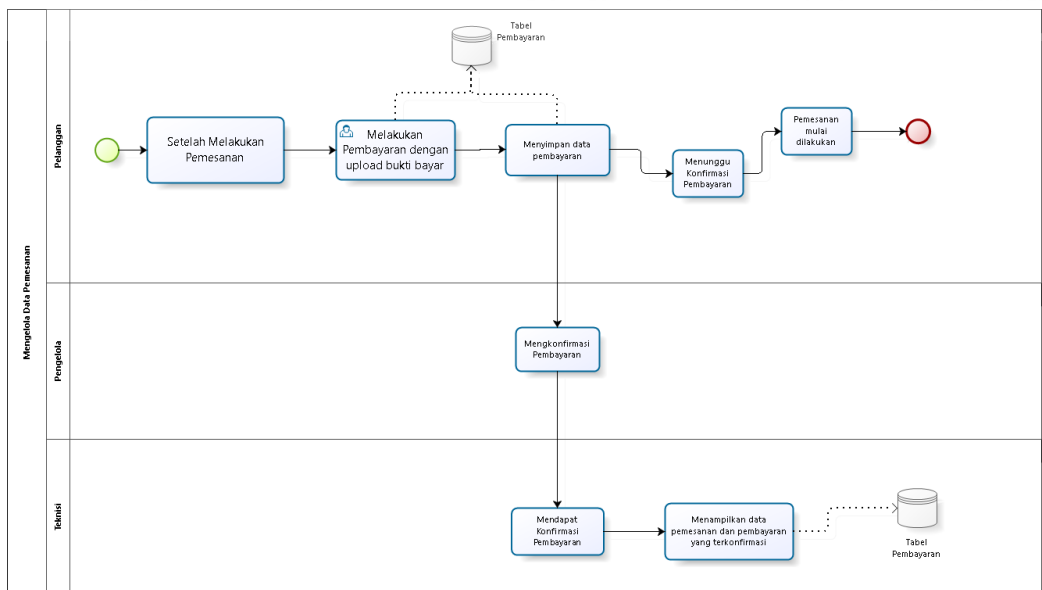 Mengelola Data Pemesanan
Pelanggan
Tabel
Pembayaran
Setelah Melakukan
Pemesanan
Melakukan
Pembayaran dengan
upload bukti bayar
Menyimpan data
pembayaran
Menunggu
Konfirmasi
Pembayaran
Pemesanan
mulai
dilakukan
Pengelola
Mengkonfirmasi
Pembayaran
Teknisi
Mendapat
Konfirmasi
Pembayaran
Menampilkan data
pemesanan dan pembayaran
yang terkonfirmasi
Tabel
Pembayaran